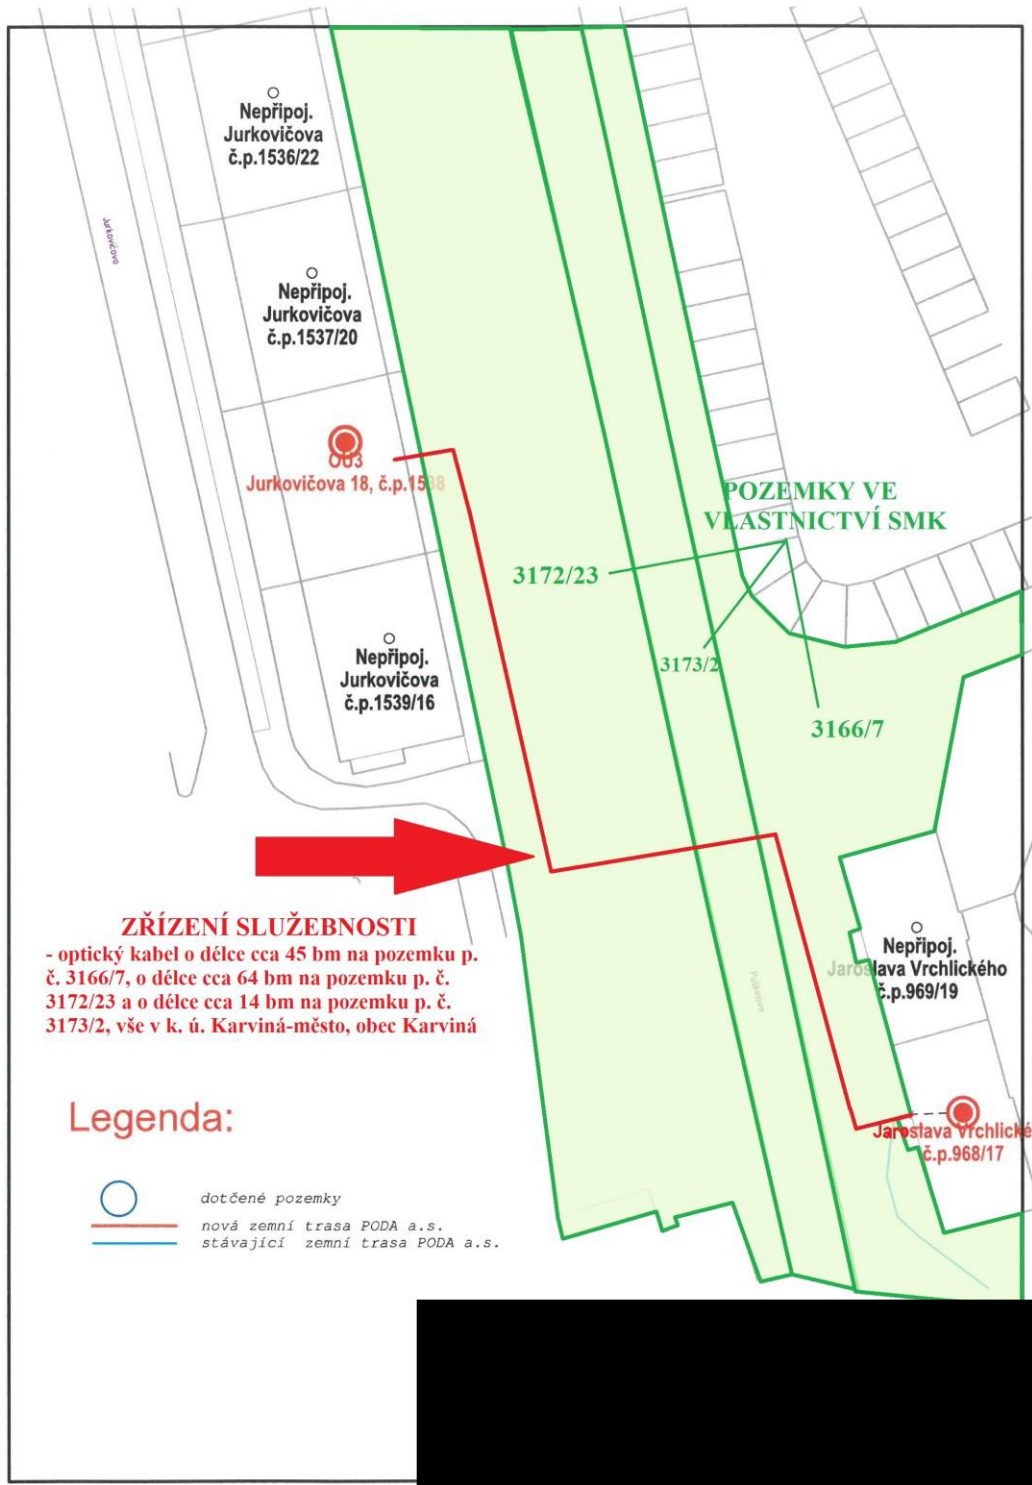 Nepřipoj.
Jurkovičova
č.p.1536/22
Jurkovičova
Nepřipoj.
Jurkovičova
č.p.1537/20
Jurkovičova 18, č.p.1538
POZEMKY VE
VLASTNICTVÍ SMK
3172/23
3173/2
3166/7
Nepřipoj.
Jurkovičova
č.p.1539/16
ZŘÍZENÍ SLUŽEBNOSTI
- optický kabel o délce cca 45 bm na pozemku p.
č. 3166/7, o délce cca 64 bm na pozemku p. č.
3172/23 a o délce cca 14 bm na pozemku p. č.
3173/2, vše v k. ú. Karviná-město, obec Karviná
Nepřipoj.
Jaroslava Vrchlického
č.p.969/19
Jaroslava Vrchlické
č.p.968/17
Legenda:
dotčené pozemky
nová zemní trasa PODA a.s.
stávající zemní trasa PODA a.s.